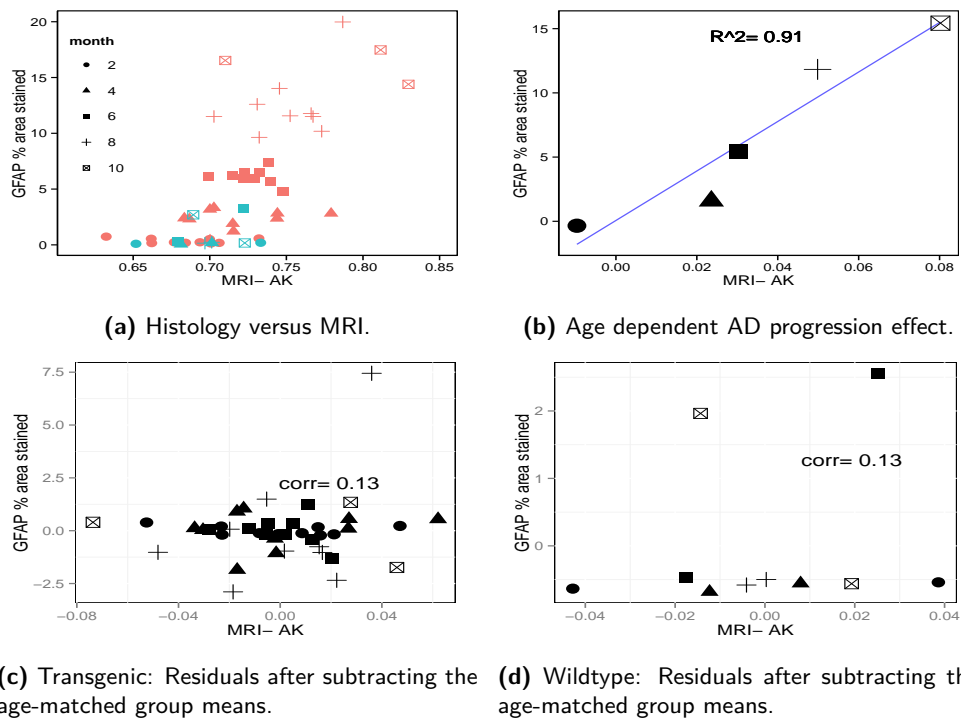 20
15
10
5
0
GFAP % area stained
month
2
4
6
8
10
0.65
0.70
0.75
0.80
0.85
MRI− AK
(a) Histology versus MRI.
15
10
5
0
GFAP % area stained
R^2= 0.91
0.00
0.02
0.04
0.06
0.08
MRI− AK
(b) Age dependent AD progression effect.
7.5
5.0
2.5
0.0
−2.5
GFAP % area stained
corr= 0.13
−0.08
−0.04
0.00
0.04
MRI− AK
(c) Transgenic: Residuals after subtracting the
age-matched group means.
2
1
0
GFAP % area stained
corr= 0.13
−0.04
−0.02
0.00
0.02
0.04
MRI− AK
(d) Wildtype: Residuals after subtracting th
age-matched group means.